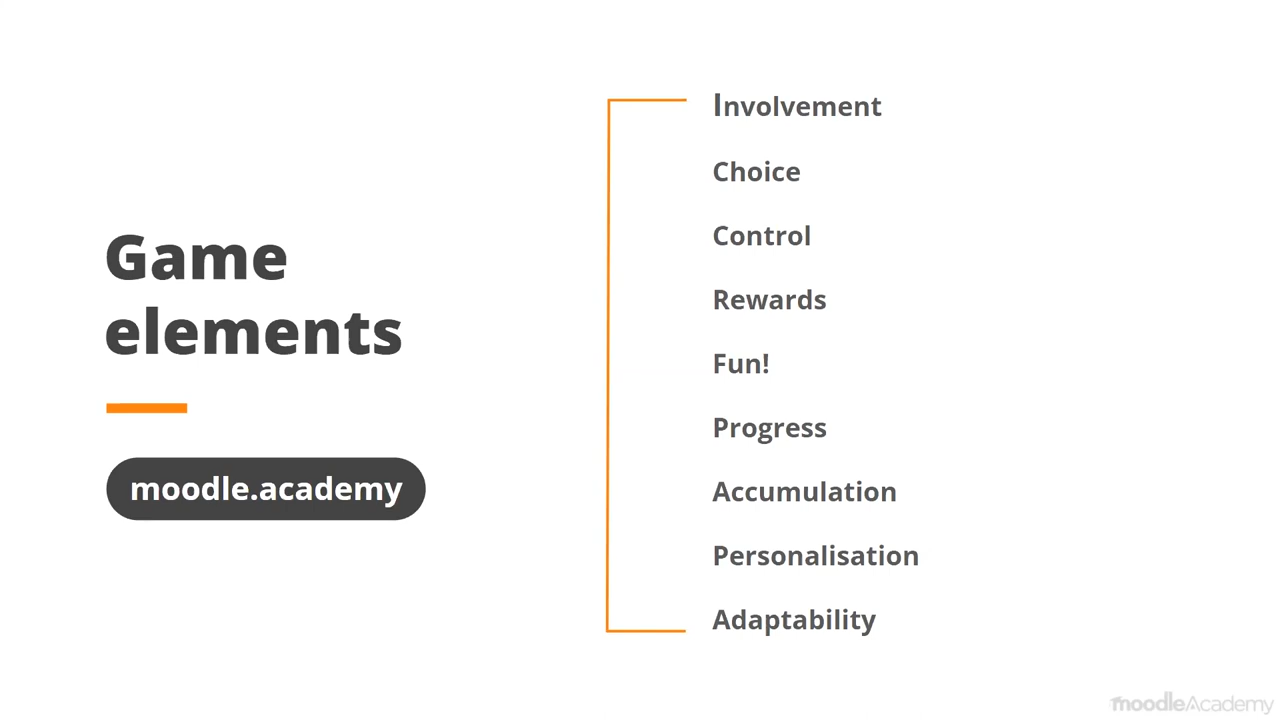 Game
elements
moodle.academy
Involvement
Choice
Control
Rewards
Fun!
Progress
Accumulation
Personalisation
Adaptability
moodleAcademy